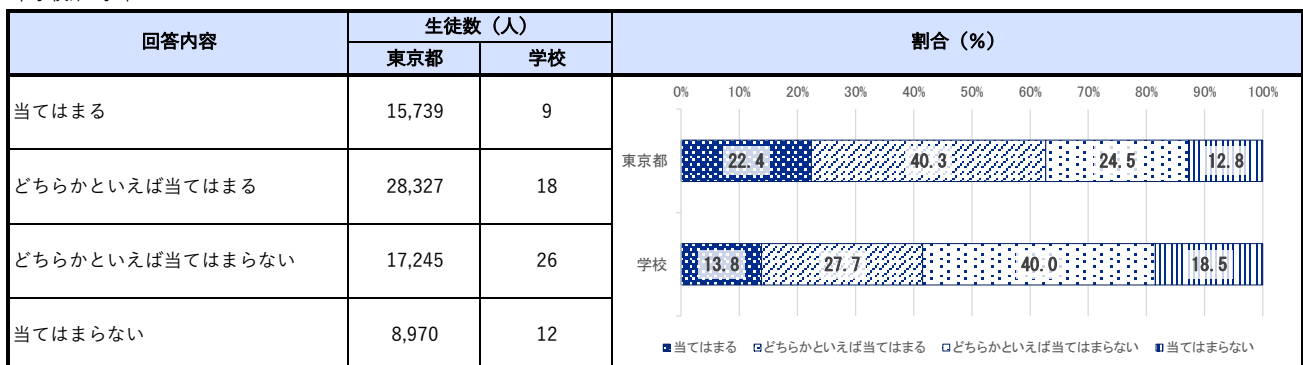 回答内容 生徒数（人） 割合（%）
東京都 学校
当てはまる 15,739 9
どちらかといえば当てはまる 28,327 18
どちらかといえば当てはまらない 17,245 26
当てはまらない 8,970 12
0% 10% 20% 30% 40% 50% 60% 70% 80% 90% 100%
東京都 22.4 40.3 24.5 12.8
学校 13.8 27.7 40.0 18.5
当てはまる どちらかといえば当てはまる どちらかといえば当てはまらない 当てはまらない